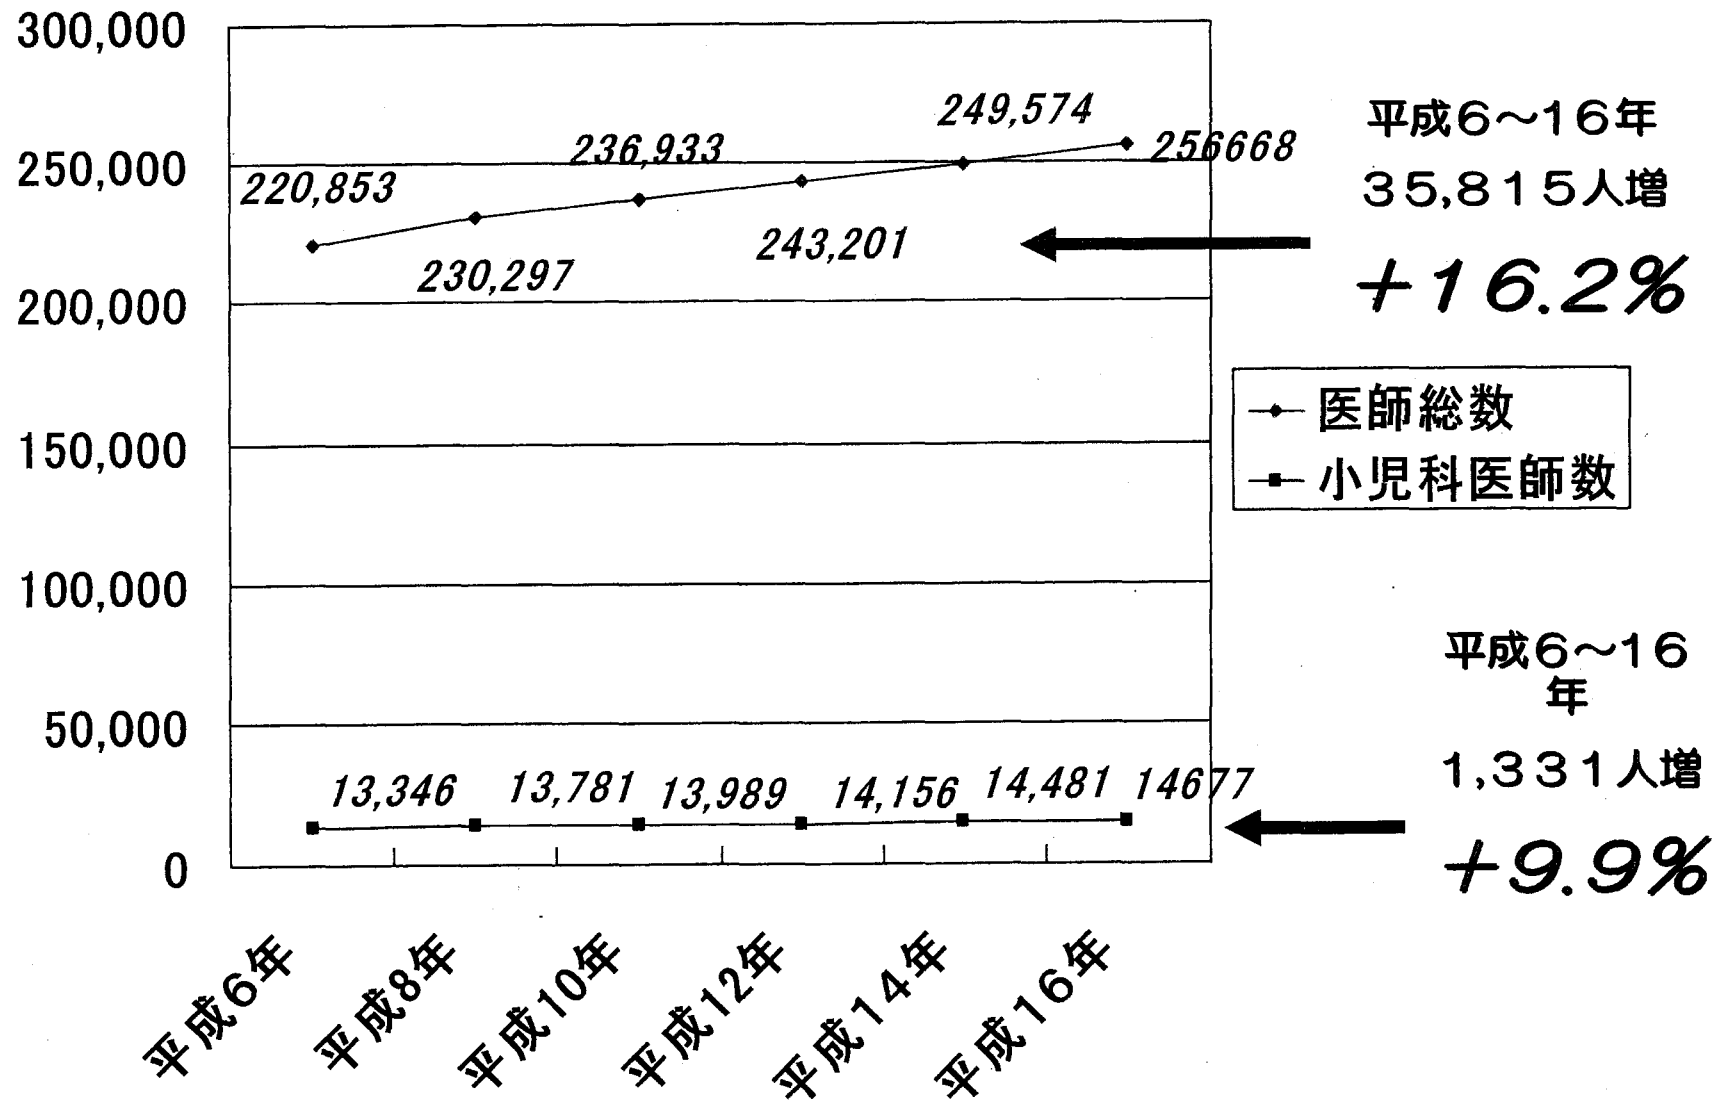 300,000
250,000
200,000
150,000
100,000
50,000
0
220,853
230,297
236,933
243,201
249,574
256668
13,346
13,781
13,989
14,156
14,481
14677
平成6年
平成8年
平成10年
平成12年
平成14年
平成16年
平成6～16年
35,815人増
+16.2%
医師総数
小児科医師数
平成6～16
年
1,331人増
+9.9%